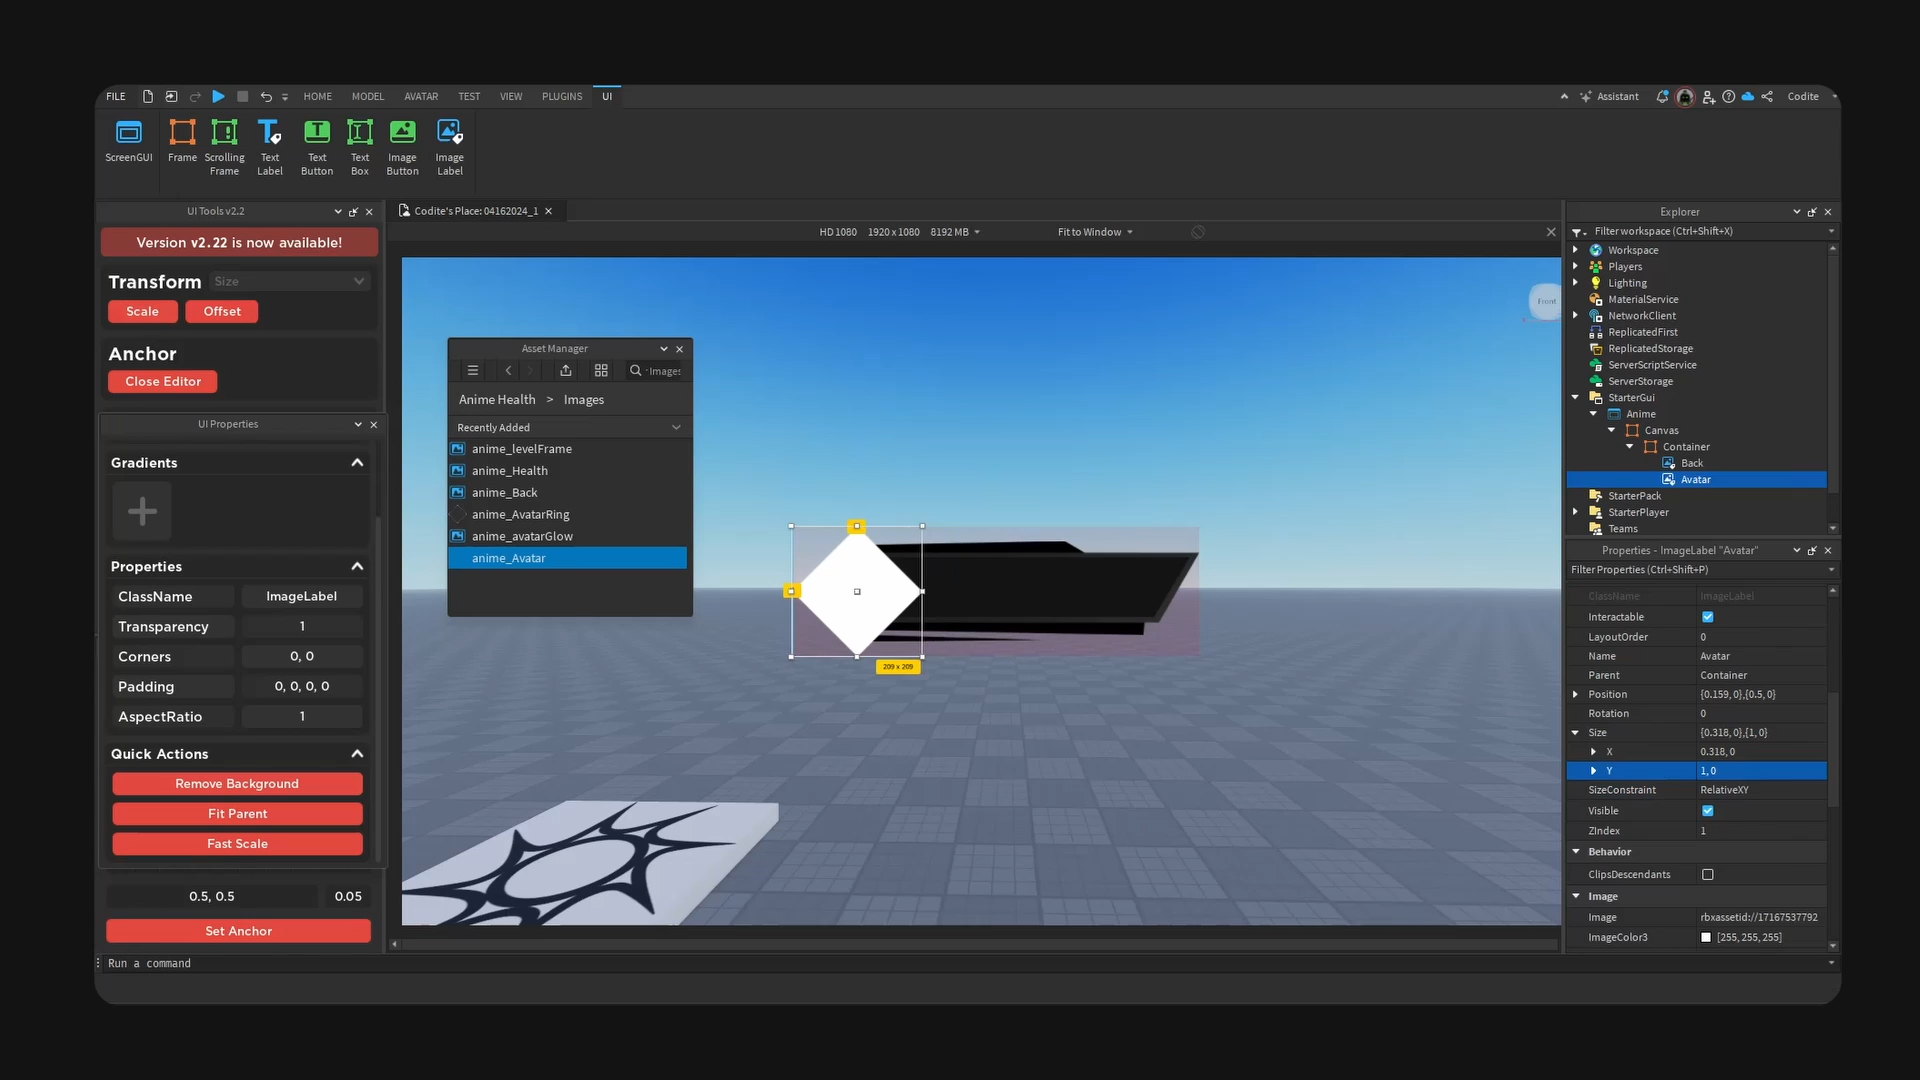 FILE
HOME
MODEL
AVATAR
TEST
VIEW
PLUGINS
UI
Assistant
Codite
ScreenGUI
Frame
Scrolling
Frame
Text
Label
Text
Button
Text
Box
Image
Button
Image
Label
UI Tools v2.2
Version v2.22 is now available!
Transform
Size
Scale
Offset
Anchor
Close Editor
UI Properties
Gradients
Properties
ClassName ImageLabel
Transparency 1
Corners 0, 0
Padding 0, 0, 0, 0
AspectRatio 1
Quick Actions
Remove Background
Fit Parent
Fast Scale
0.5, 0.5 0.05
Set Anchor
Run a command
Codite's Place: 04162024_1
HD 1080 1920 x 1080 8192 MB
Fit to Window
Front
Asset Manager
Images
Anime Health > Images
Recently Added
anime_levelFrame
anime_Health
anime_Back
anime_AvatarRing
anime_avatarGlow
anime_Avatar
209 x 209
Explorer
Filter workspace (Ctrl+Shift+X)
Workspace
Players
Lighting
MaterialService
NetworkClient
ReplicatedFirst
ReplicatedStorage
ServerScriptService
ServerStorage
StarterGui
Anime
Canvas
Container
Back
Avatar
StarterPack
StarterPlayer
Teams
Properties - ImageLabel "Avatar"
Filter Properties (Ctrl+Shift+P)
ClassName ImageLabel
Interactable
LayoutOrder 0
Name Avatar
Parent Container
Position {0.159, 0},{0.5, 0}
Rotation 0
Size {0.318, 0},{1, 0}
X 0.318, 0
Y 1, 0
SizeConstraint RelativeXY
Visible
ZIndex 1
Behavior
ClipsDescendants
Image
Image rbxassetid://17167537792
ImageColor3 [255, 255, 255]